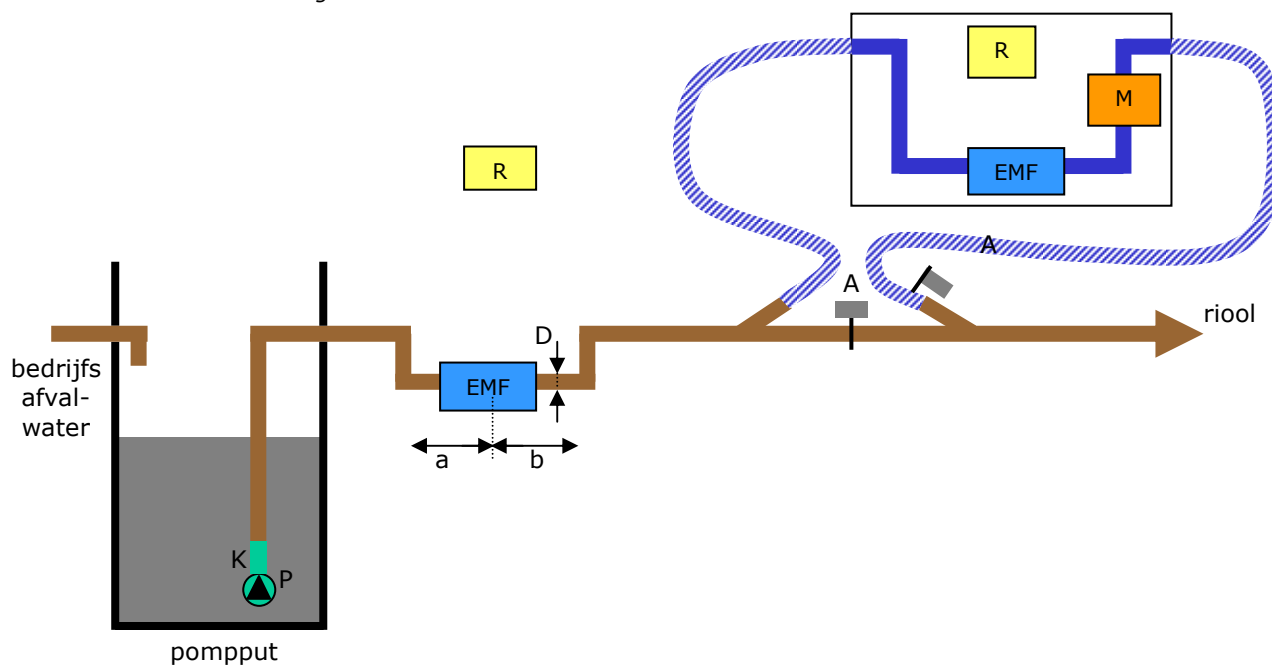 R
M
EMF
R
A
A
riool
D
bedrijfs
afval-
water
EMF
a
b
K
P
pompput